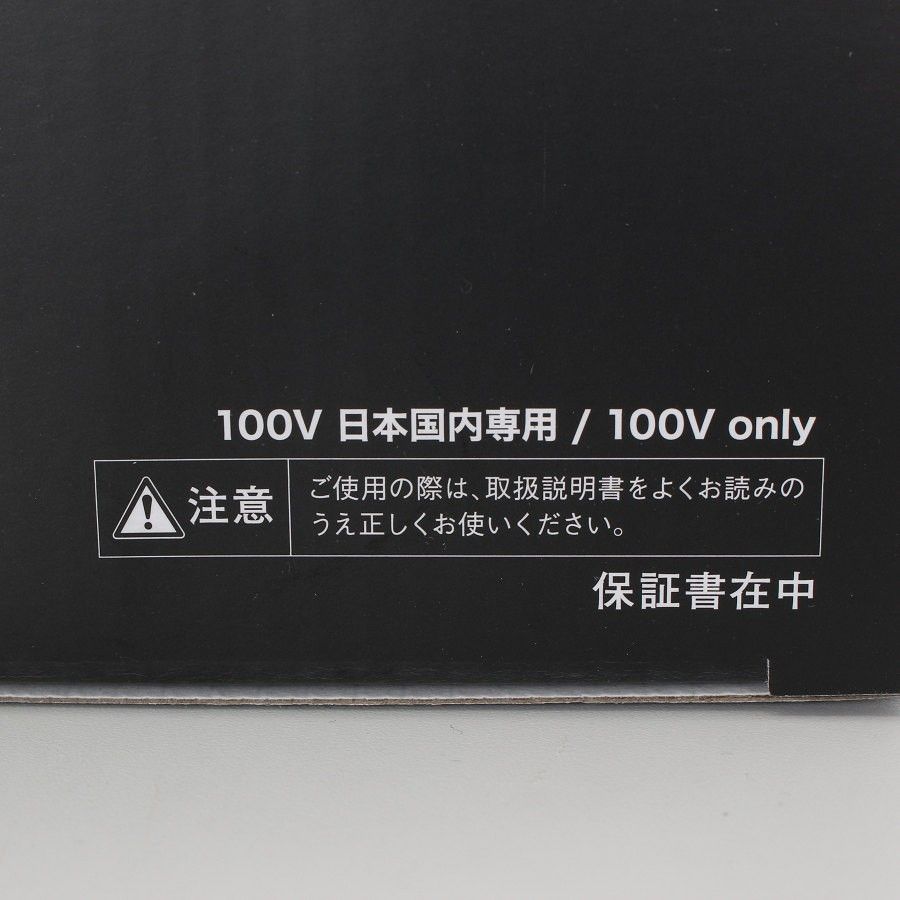 100V 日本国内専用 / 100V only
注意
ご使用の際は、取扱説明書をよくお読みの
うえ正しくお使いください。
保証書在中